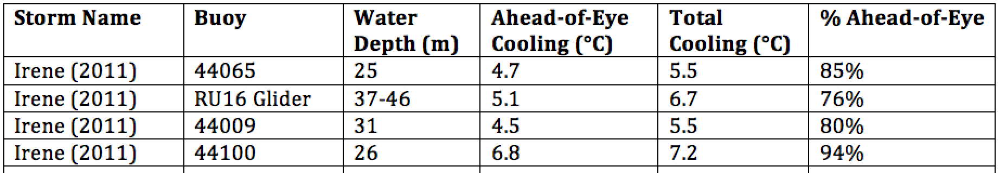 Storm Name Buoy Water Depth (m) Ahead-of-Eye Cooling (°C) Total Cooling (°C) % Ahead-of-Eye
Irene (2011) 44065 25 4.7 5.5 85%
Irene (2011) RU16 Glider 37-46 5.1 6.7 76%
Irene (2011) 44009 31 4.5 5.5 80%
Irene (2011) 44100 26 6.8 7.2 94%